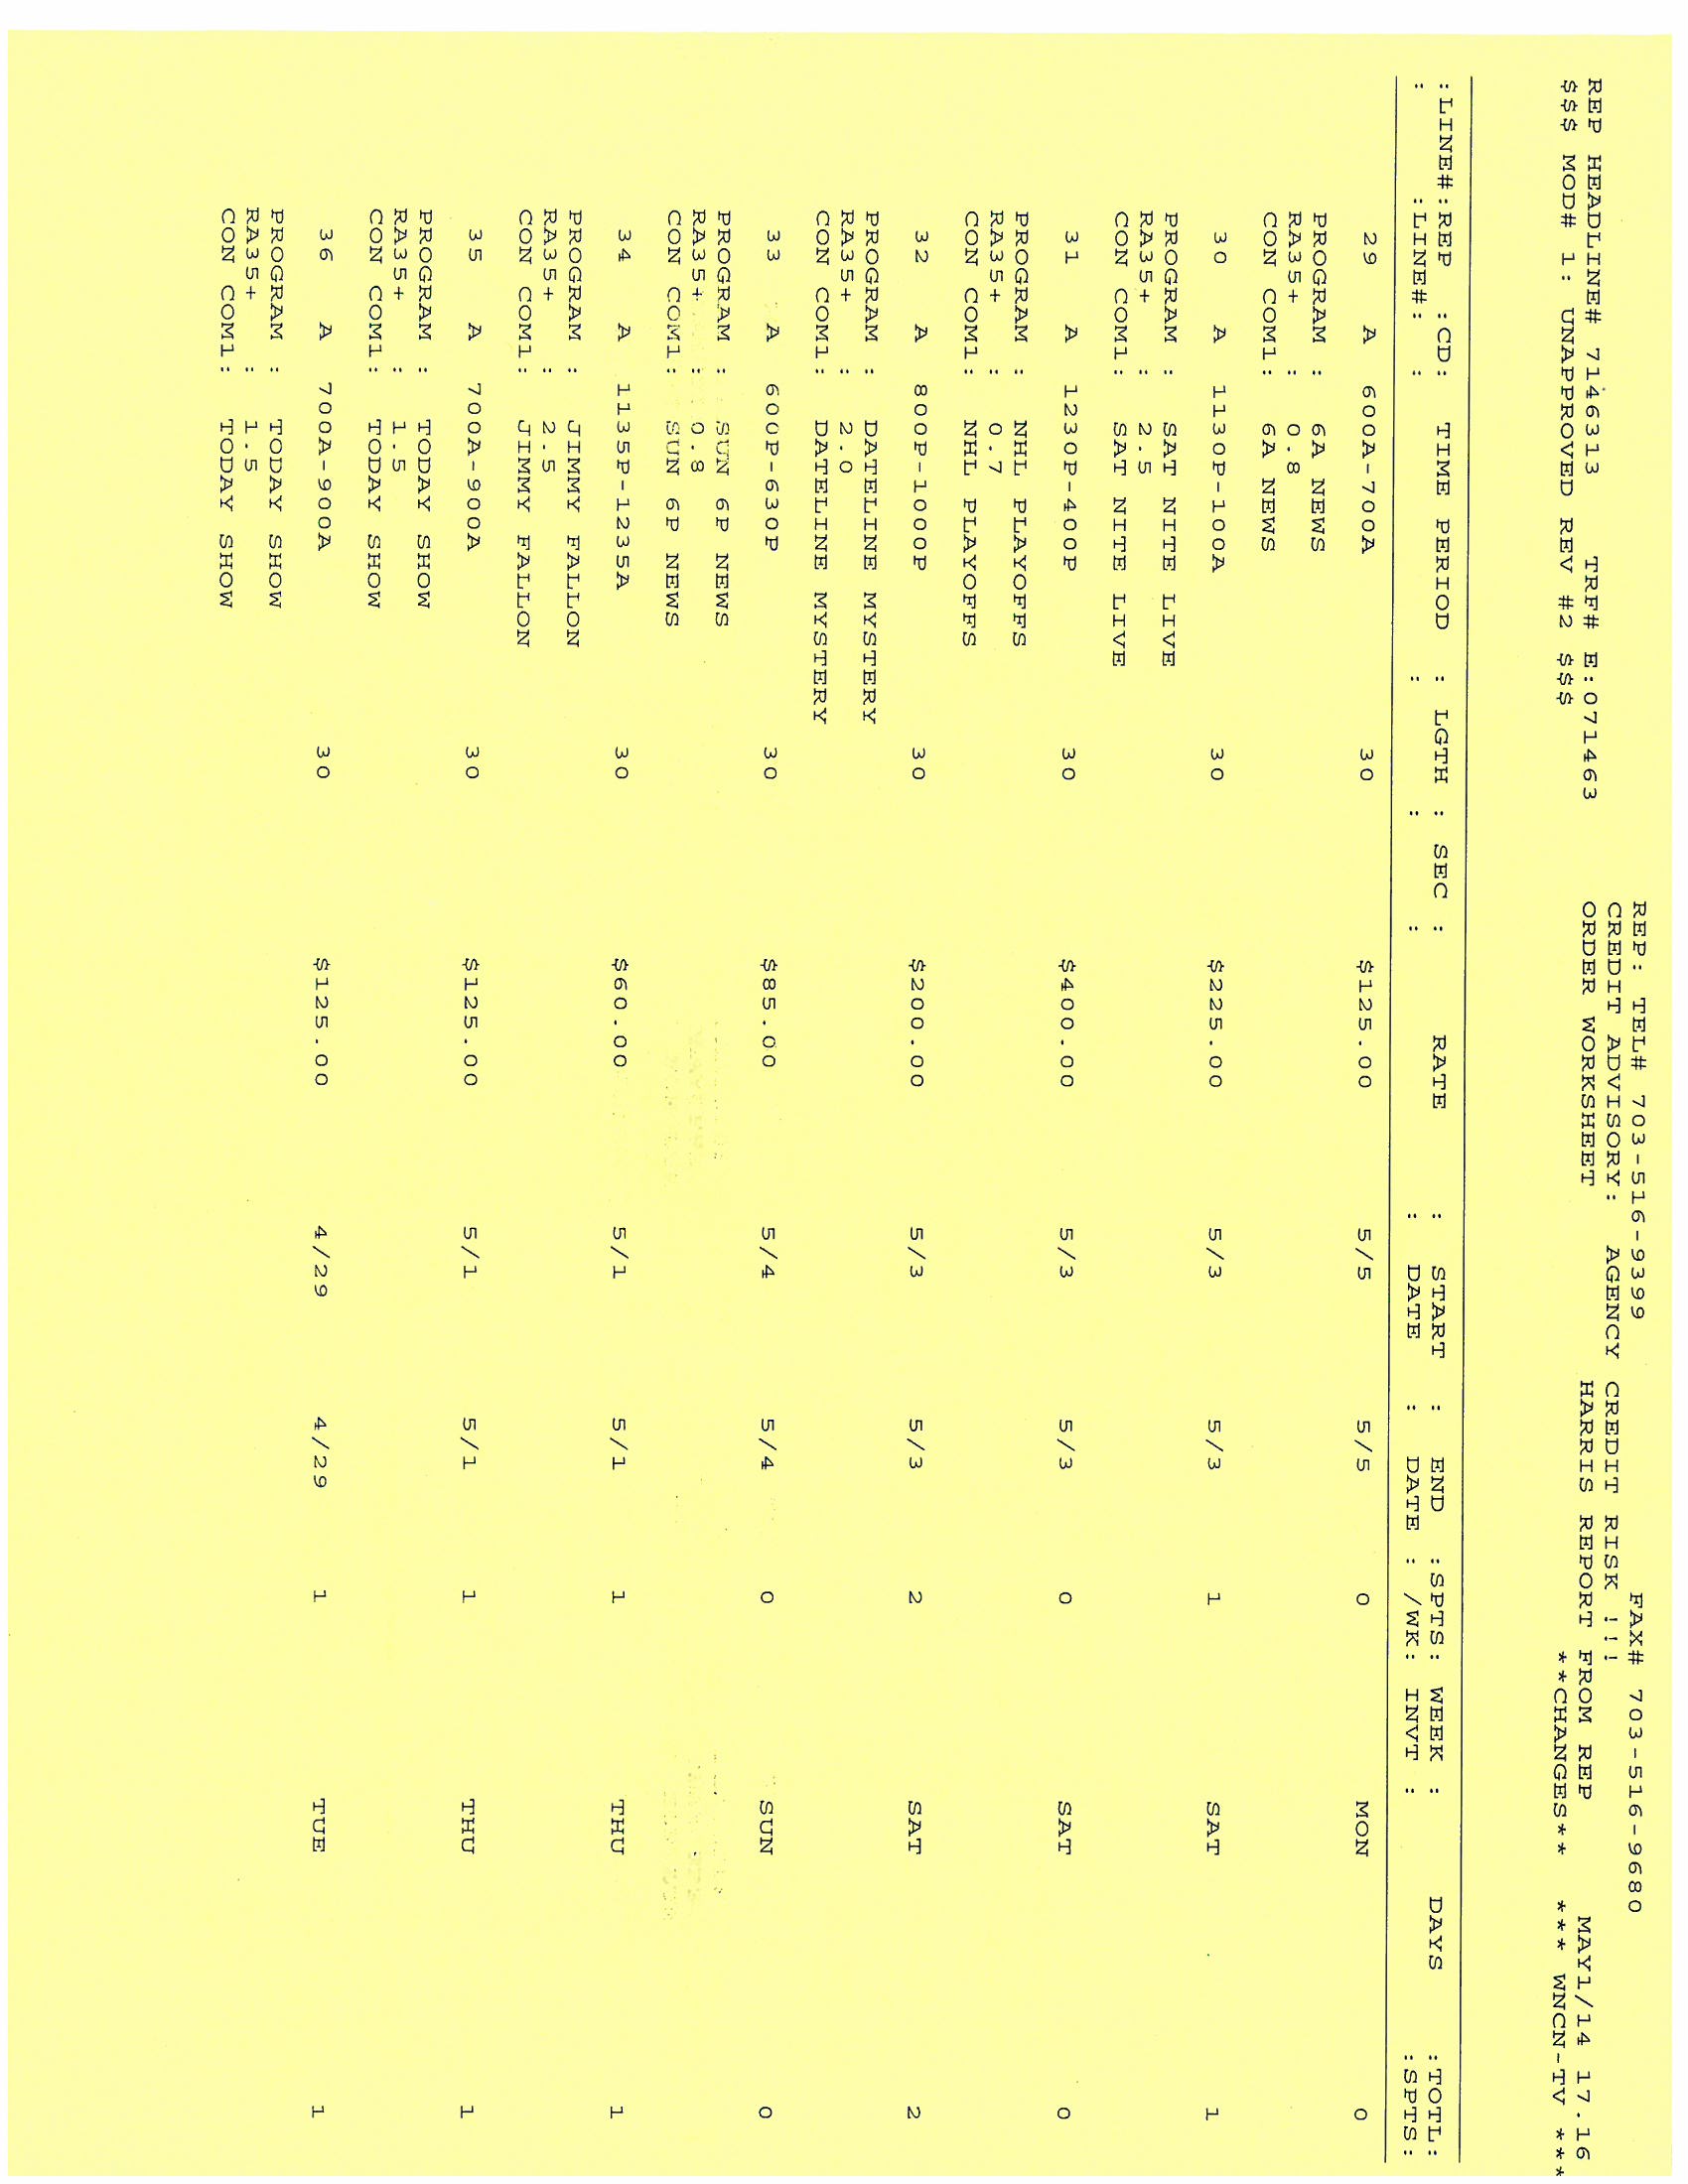 REP: TEL# 703-516-9399 FAX# 703-516-9680
CREDIT ADVISORY: AGENCY CREDIT RISK !!!
REP HEADLINE# 7146313 TRF# E:071463 ORDER WORKSHEET HARRIS REPORT FROM REP MAY1/14 17.16
$$$ MOD# 1: UNAPPROVED REV #2 $$$ **CHANGES** *** WNCN-TV ***
:LINE#:REP :CD: TIME PERIOD : LGTH : SEC : RATE : START : END :SPTS: WEEK : DAYS :TOTL:
: :LINE#: : : : : : DATE : DATE : /WK: INVT : :SPTS:
29 A 600A-700A 30 $125.00 5/5 5/5 0 MON 0
PROGRAM : 6A NEWS
RA35+ : 0.8
CON COM1: 6A NEWS
30 A 1130P-100A 30 $225.00 5/3 5/3 1 SAT 1
PROGRAM : SAT NITE LIVE
RA35+ : 2.5
CON COM1: SAT NITE LIVE
31 A 1230P-400P 30 $400.00 5/3 5/3 0 SAT 0
PROGRAM : NHL PLAYOFFS
RA35+ : 0.7
CON COM1: NHL PLAYOFFS
32 A 800P-1000P 30 $200.00 5/3 5/3 2 SAT 2
PROGRAM : DATELINE MYSTERY
RA35+ : 2.0
CON COM1: DATELINE MYSTERY
33 A 600P-630P 30 $85.00 5/4 5/4 0 SUN 0
PROGRAM : SUN 6P NEWS
RA35+ : 0.8
CON COM1: SUN 6P NEWS
34 A 1135P-1235A 30 $60.00 5/1 5/1 1 THU 1
PROGRAM : JIMMY FALLON
RA35+ : 2.5
CON COM1: JIMMY FALLON
35 A 700A-900A 30 $125.00 5/1 5/1 1 THU 1
PROGRAM : TODAY SHOW
RA35+ : 1.5
CON COM1: TODAY SHOW
36 A 700A-900A 30 $125.00 4/29 4/29 1 TUE 1
PROGRAM : TODAY SHOW
RA35+ : 1.5
CON COM1: TODAY SHOW